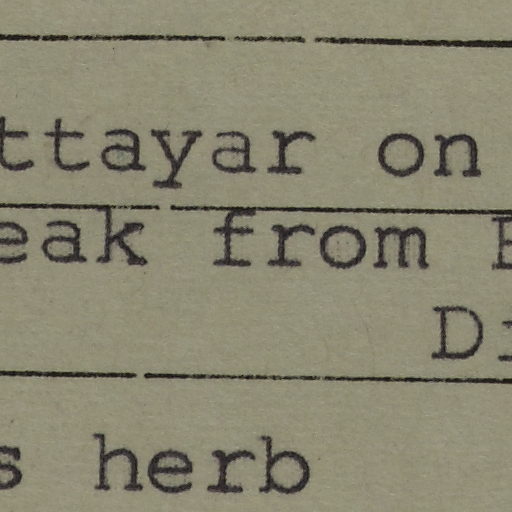 ttayar on
eak from
Di
s herb